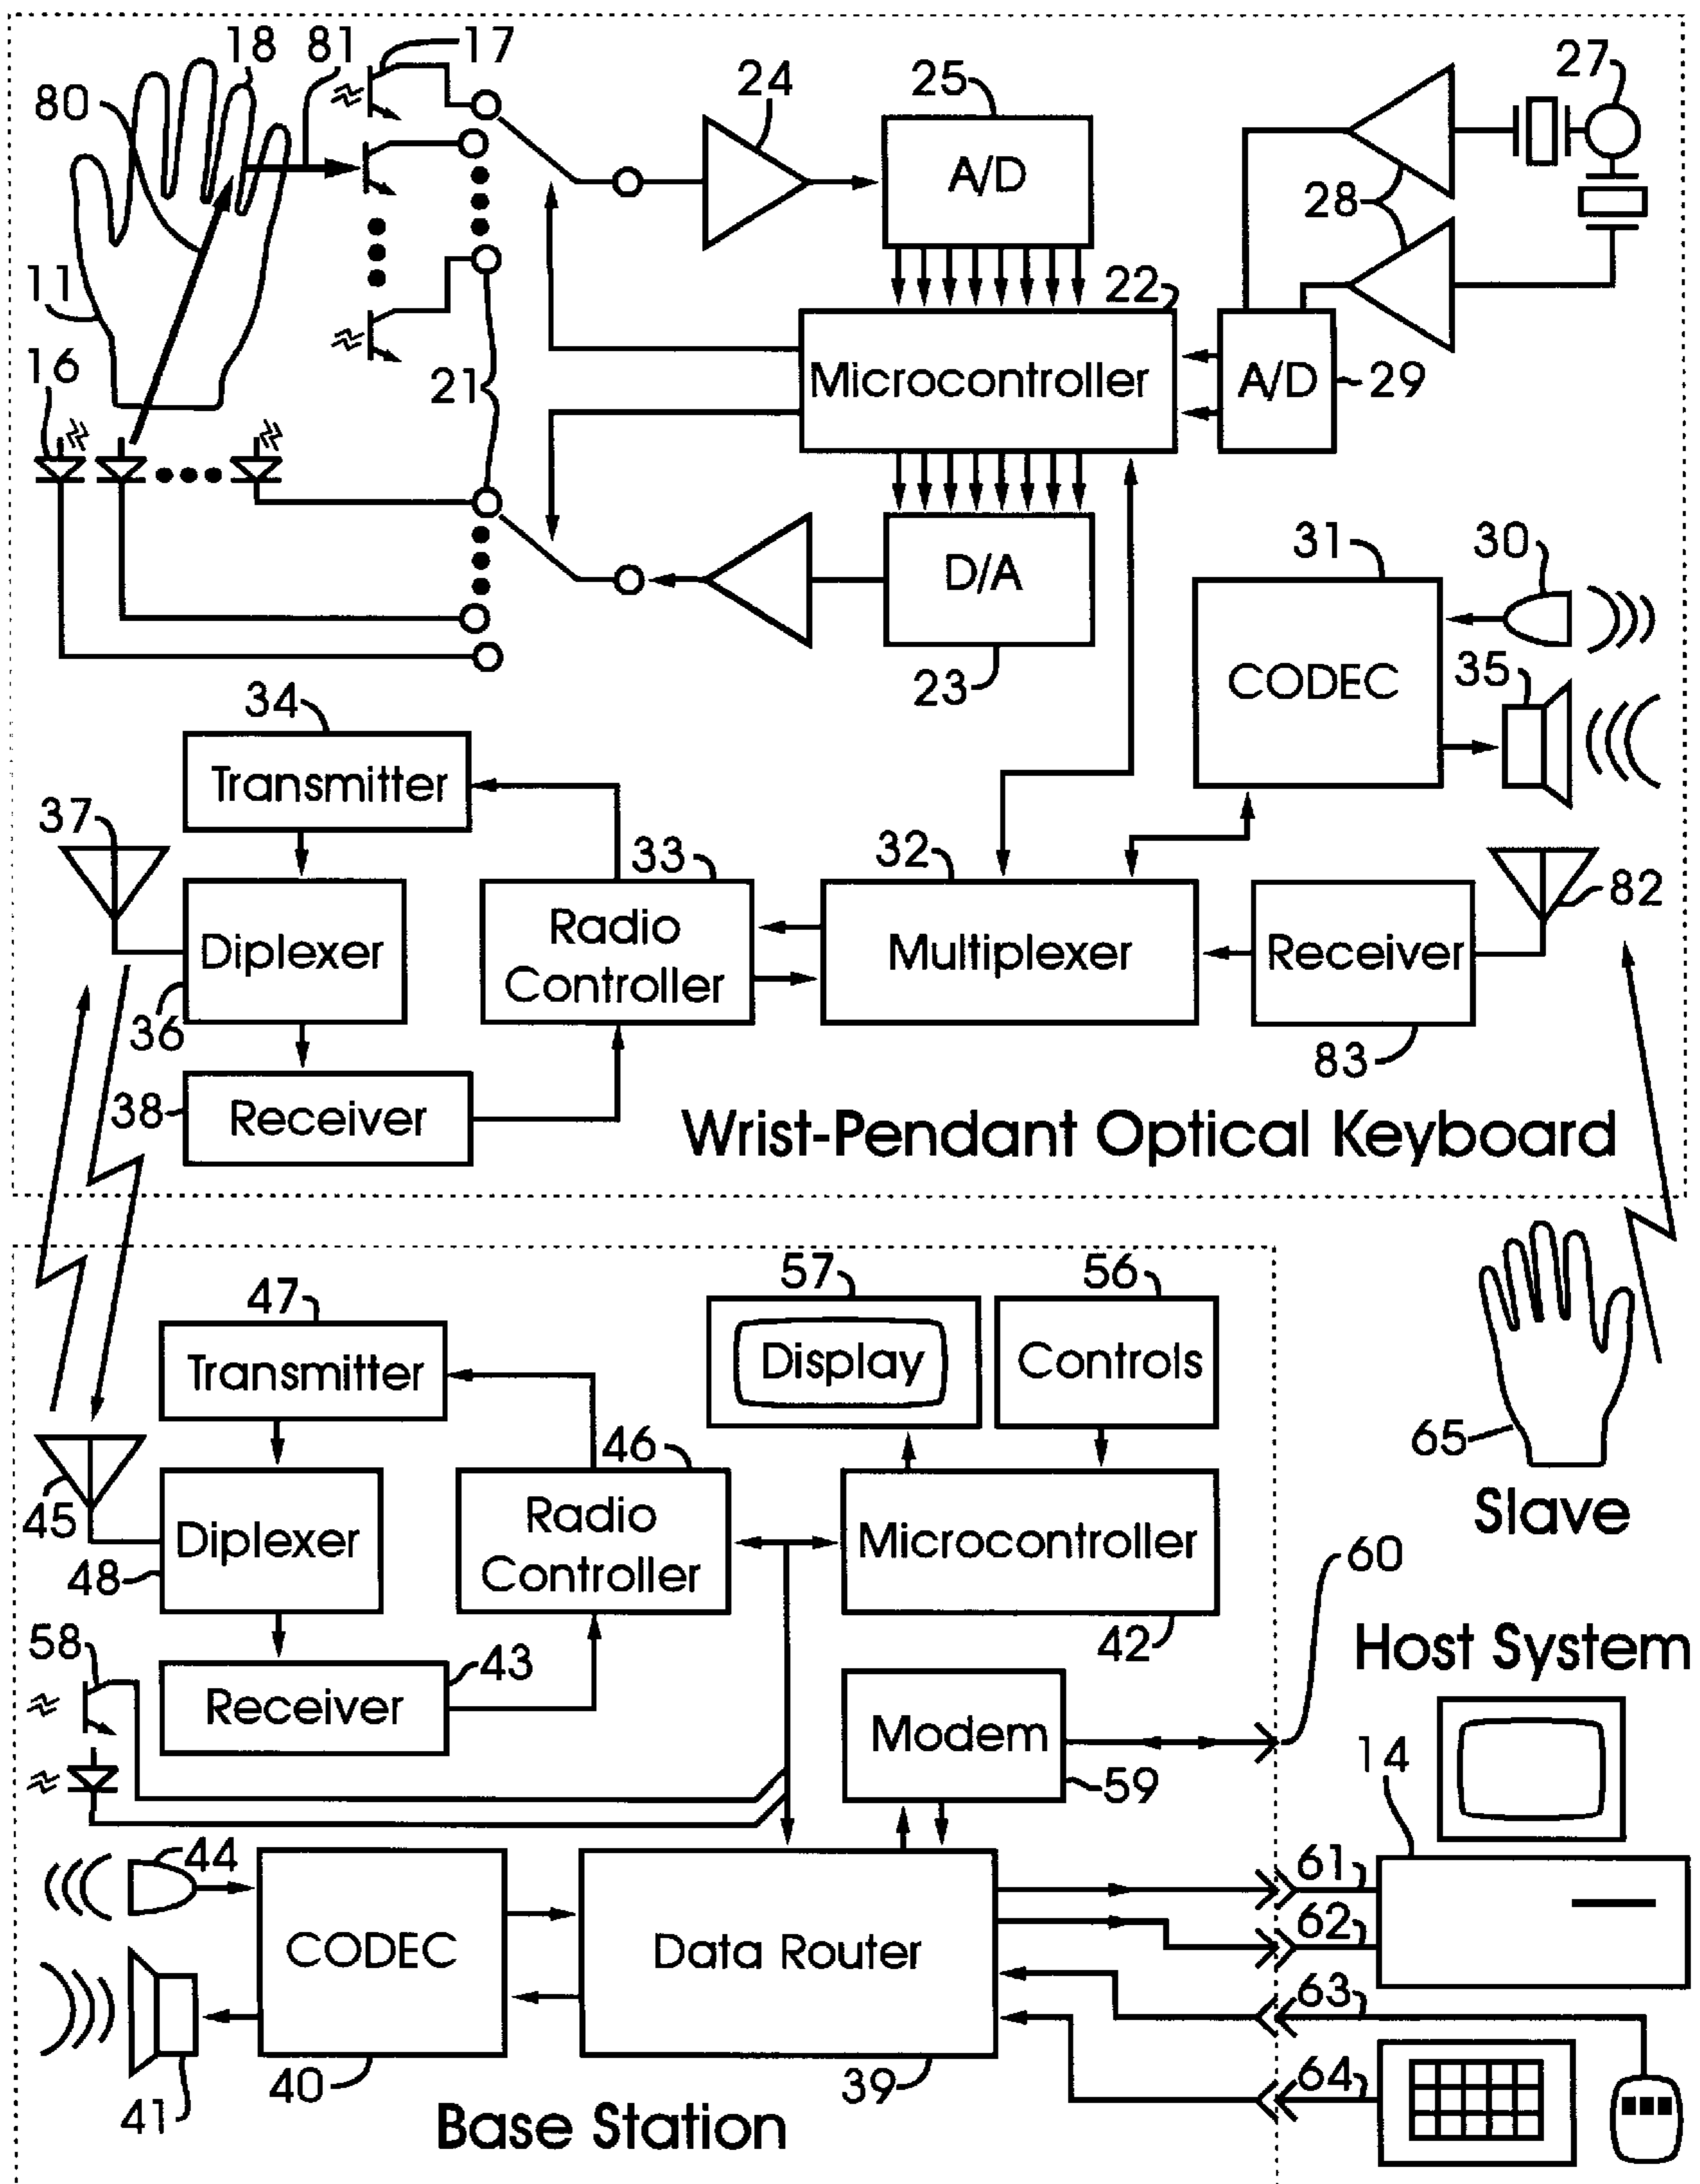 18 81 17
80
24 25 27
A/D
28
11
22
16
21
Microcontroller
A/D
29
31 30
D/A
23
CODEC
35
34
Transmitter
37
33 32
82
Radio
Controller
Diplexer
Multiplexer
Receiver
36
83
38
Receiver
Wrist-Pendant Optical Keyboard
57 56
47
Transmitter
Display
Controls
46
65
45
Slave
Diplexer
Radio
Controller
Microcontroller
60
48
58
42
43
Host System
Receiver
Modem
14
59
44
61
62
CODEC
Data Router
63
64
41
40
39
Base Station